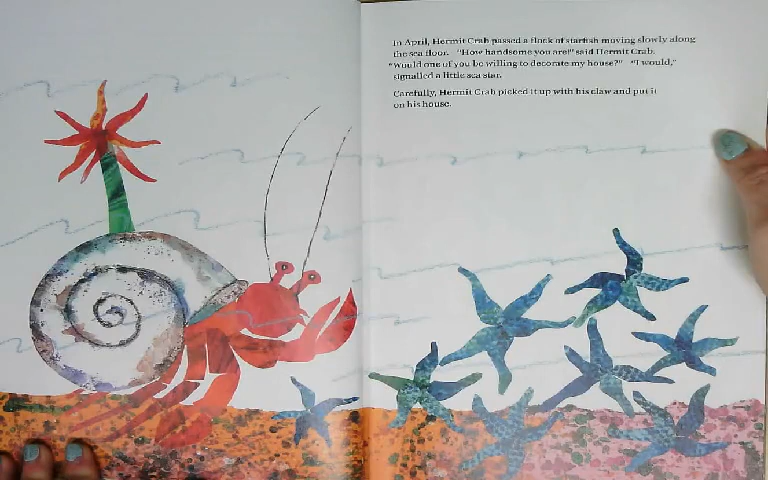 In April, Hermit Crab passed a flock of starfish moving slowly along
the sea floor. "How handsome you are!" said Hermit Crab.
"Would one of you be willing to decorate my house?" "I would,"
signalled a little sea star.
Carefully, Hermit Crab picked it up with his claw and put it
on his house.